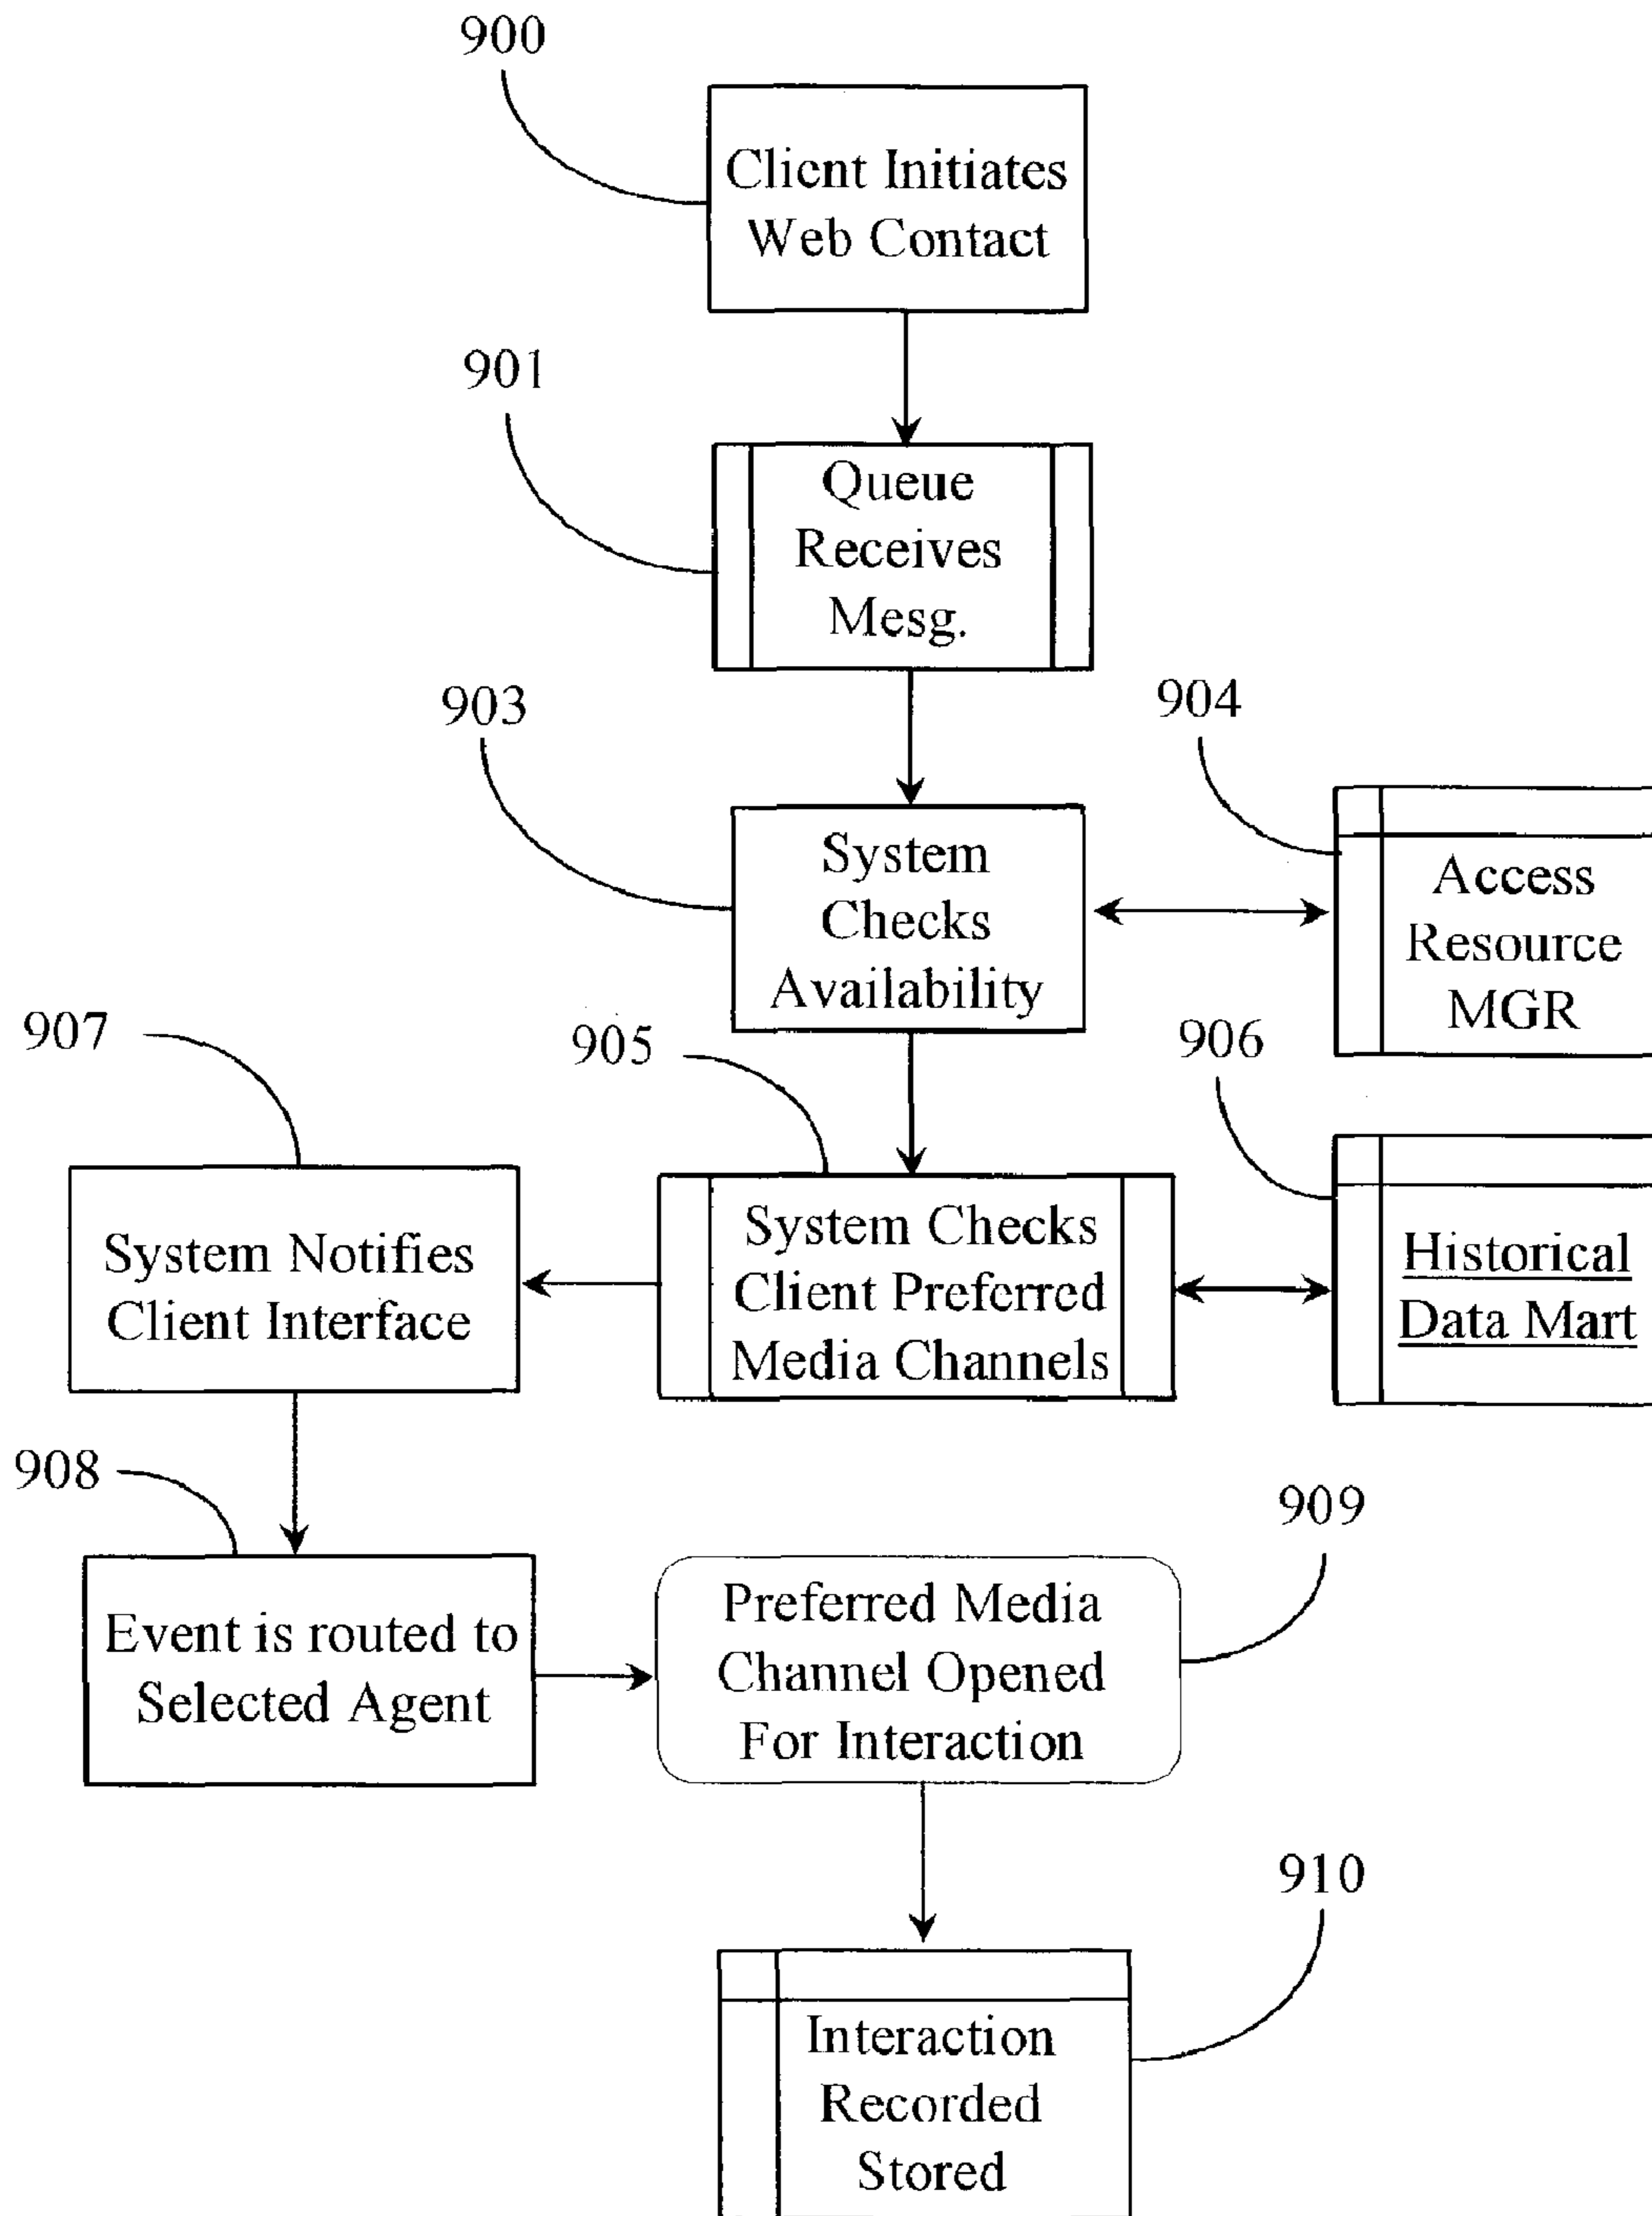 900
Client Initiates
Web Contact
901
Queue
Receives
Mesg.
903
System
Checks
Availability
904
Access
Resource
MGR
905
System Checks
Client Preferred
Media Channels
906
Historical
Data Mart
907
System Notifies
Client Interface
908
Event is routed to
Selected Agent
909
Preferred Media
Channel Opened
For Interaction
910
Interaction
Recorded
Stored